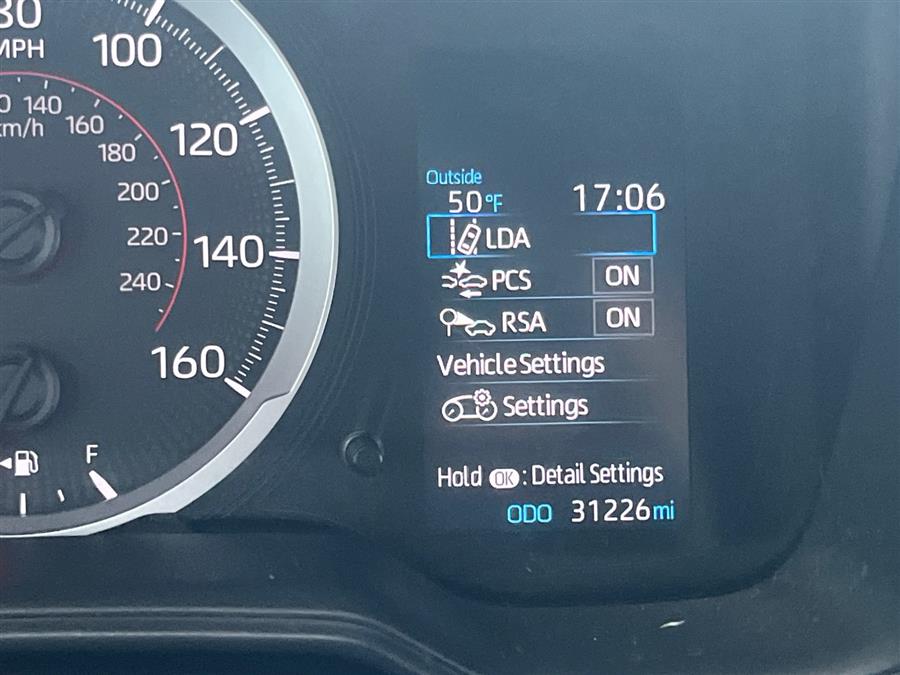 80
MPH
100
120
140
160
140
km/h
160
180
200
220
240
F
Outside
50°F 17:06
LDA
PCS ON
RSA ON
Vehicle Settings
Settings
Hold OK : Detail Settings
ODO 31226 mi